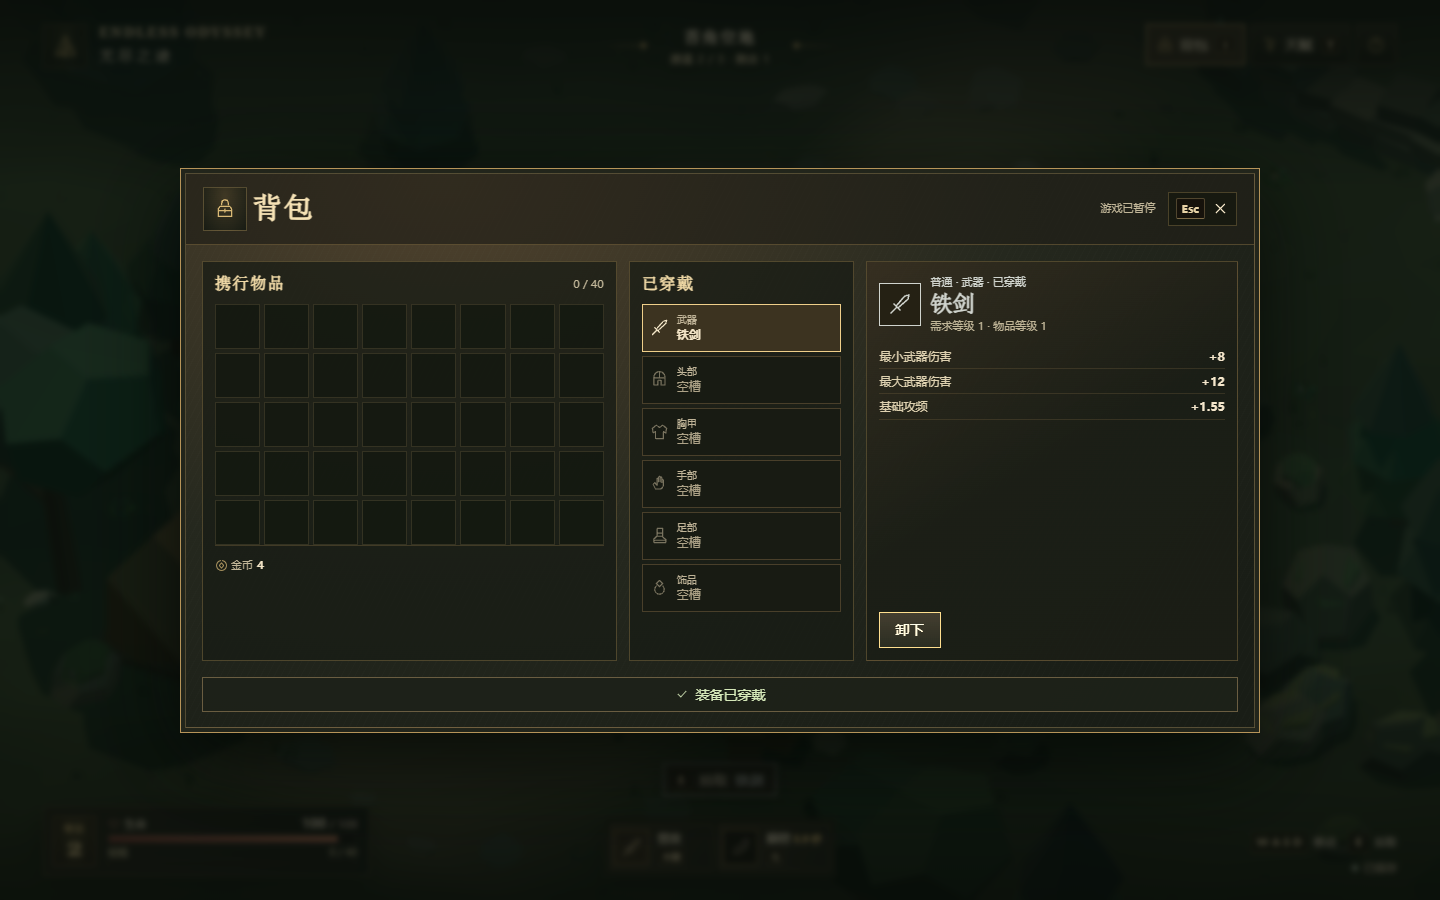 ENDLESS ODYSSEY
背包
游戏已暂停
Esc
携行物品
0 / 40
金币 4
已穿戴
武器
铁剑
头部
空槽
胸甲
空槽
手部
空槽
足部
空槽
饰品
空槽
普通 · 武器 · 已穿戴
铁剑
需求等级 1 · 物品等级 1
最小武器伤害
+8
最大武器伤害
+12
基础攻频
+1.55
卸下
装备已穿戴